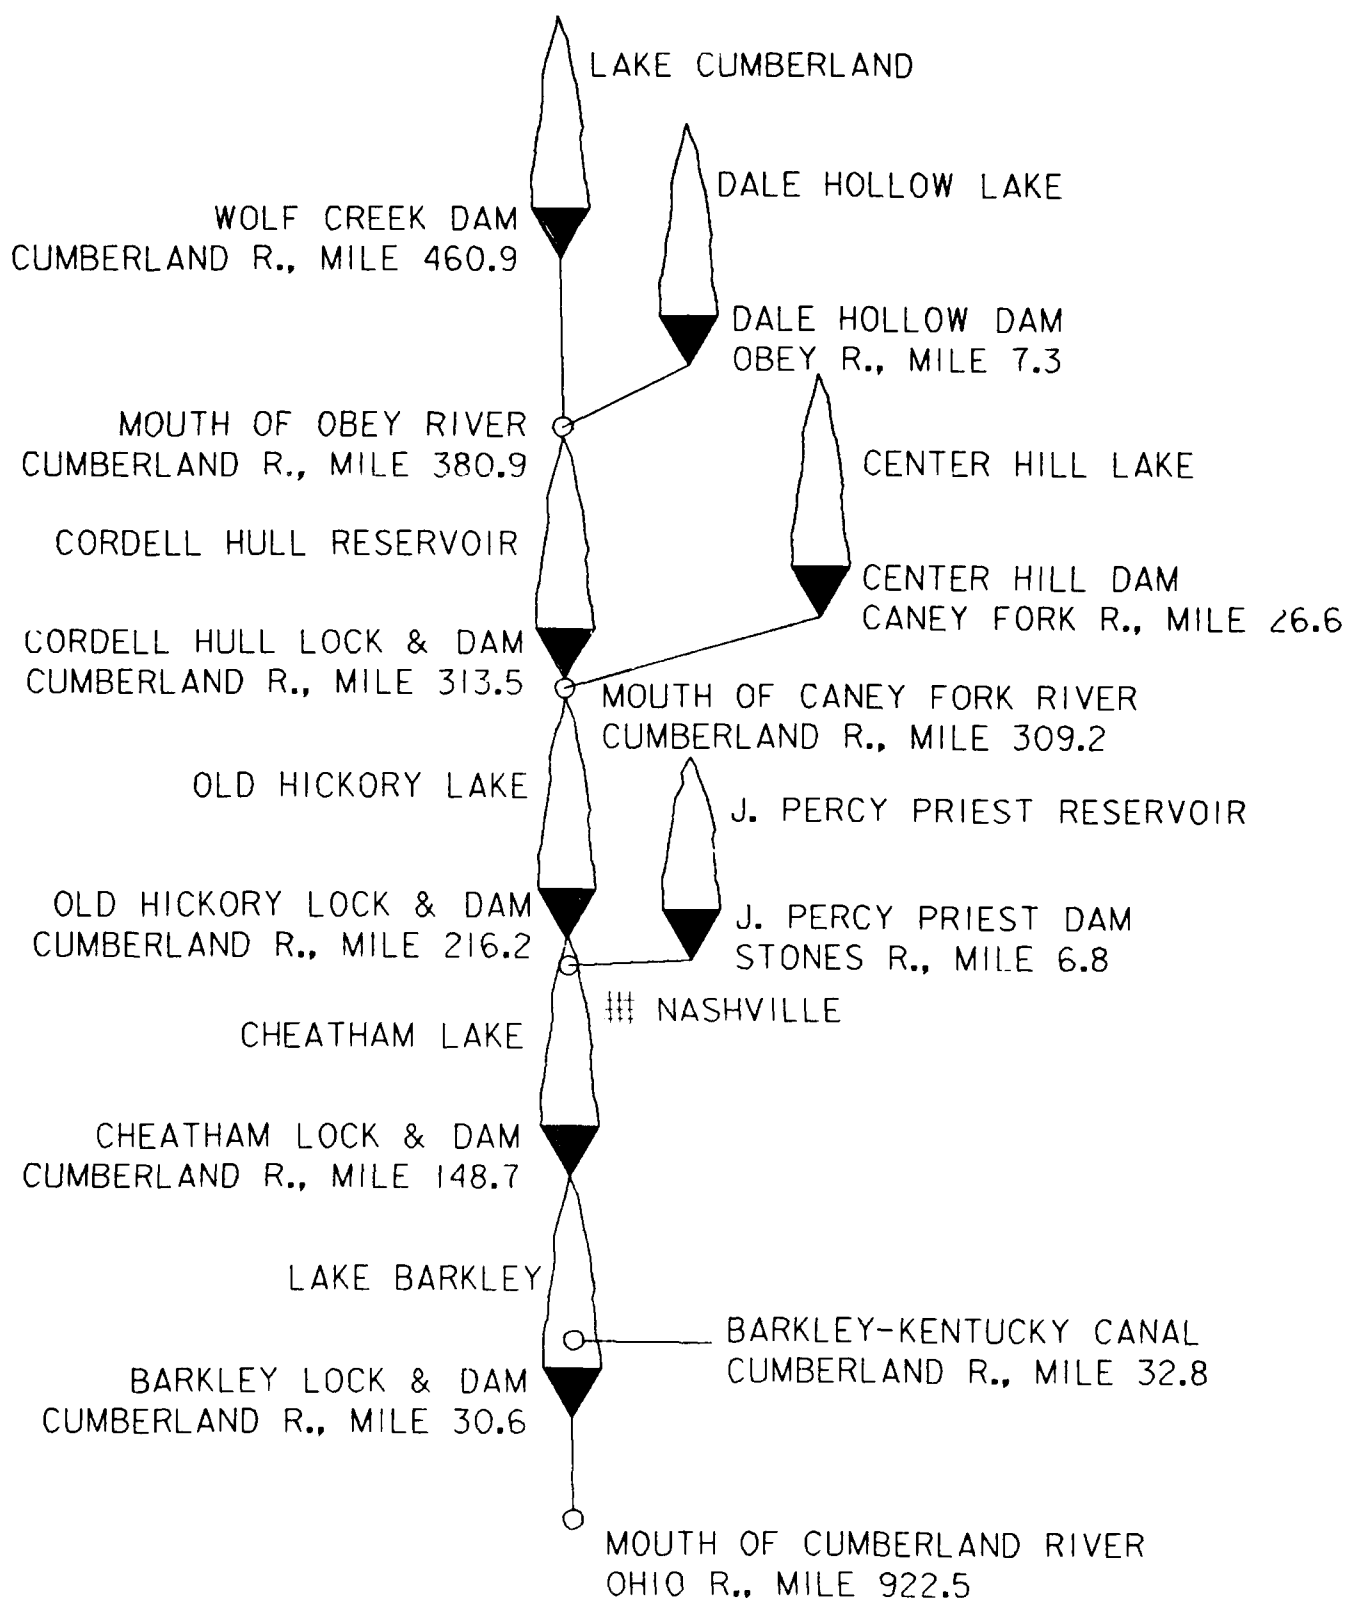 LAKE CUMBERLAND
DALE HOLLOW LAKE
WOLF CREEK DAM
CUMBERLAND R., MILE 460.9
DALE HOLLOW DAM
OBEY R., MILE 7.3
MOUTH OF OBEY RIVER
CUMBERLAND R., MILE 380.9
CENTER HILL LAKE
CORDELL HULL RESERVOIR
CENTER HILL DAM
CANEY FORK R., MILE 26.6
CORDELL HULL LOCK & DAM
CUMBERLAND R., MILE 313.5
MOUTH OF CANEY FORK RIVER
CUMBERLAND R., MILE 309.2
OLD HICKORY LAKE
J. PERCY PRIEST RESERVOIR
OLD HICKORY LOCK & DAM
CUMBERLAND R., MILE 216.2
J. PERCY PRIEST DAM
STONES R., MILE 6.8
NASHVILLE
CHEATHAM LAKE
CHEATHAM LOCK & DAM
CUMBERLAND R., MILE 148.7
LAKE BARKLEY
BARKLEY-KENTUCKY CANAL
CUMBERLAND R., MILE 32.8
BARKLEY LOCK & DAM
CUMBERLAND R., MILE 30.6
MOUTH OF CUMBERLAND RIVER
OHIO R., MILE 922.5